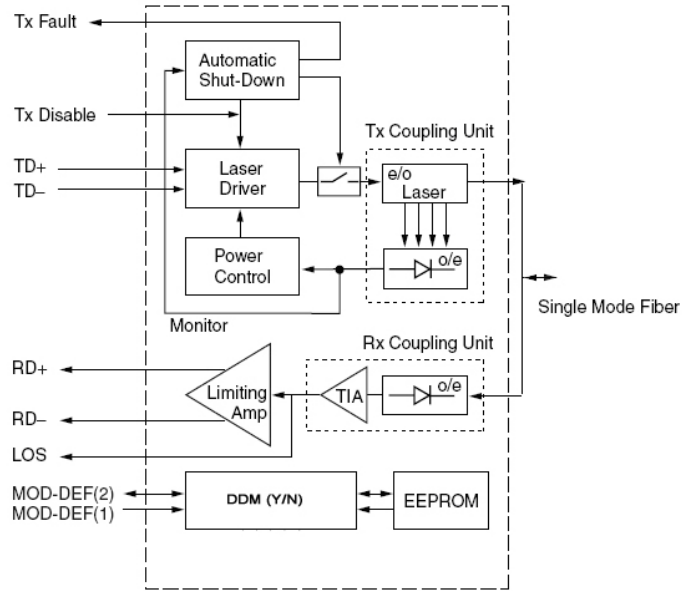 Tx Fault
Automatic
Shut-Down
Tx Disable
Tx Coupling Unit
TD+
TD–
Laser
Driver
e/o
Laser
Power
Control
o/e
Single Mode Fiber
Monitor
Rx Coupling Unit
RD+
Limiting
Amp
TIA
o/e
RD–
LOS
MOD-DEF(2)
MOD-DEF(1)
DDM (Y/N)
EEPROM